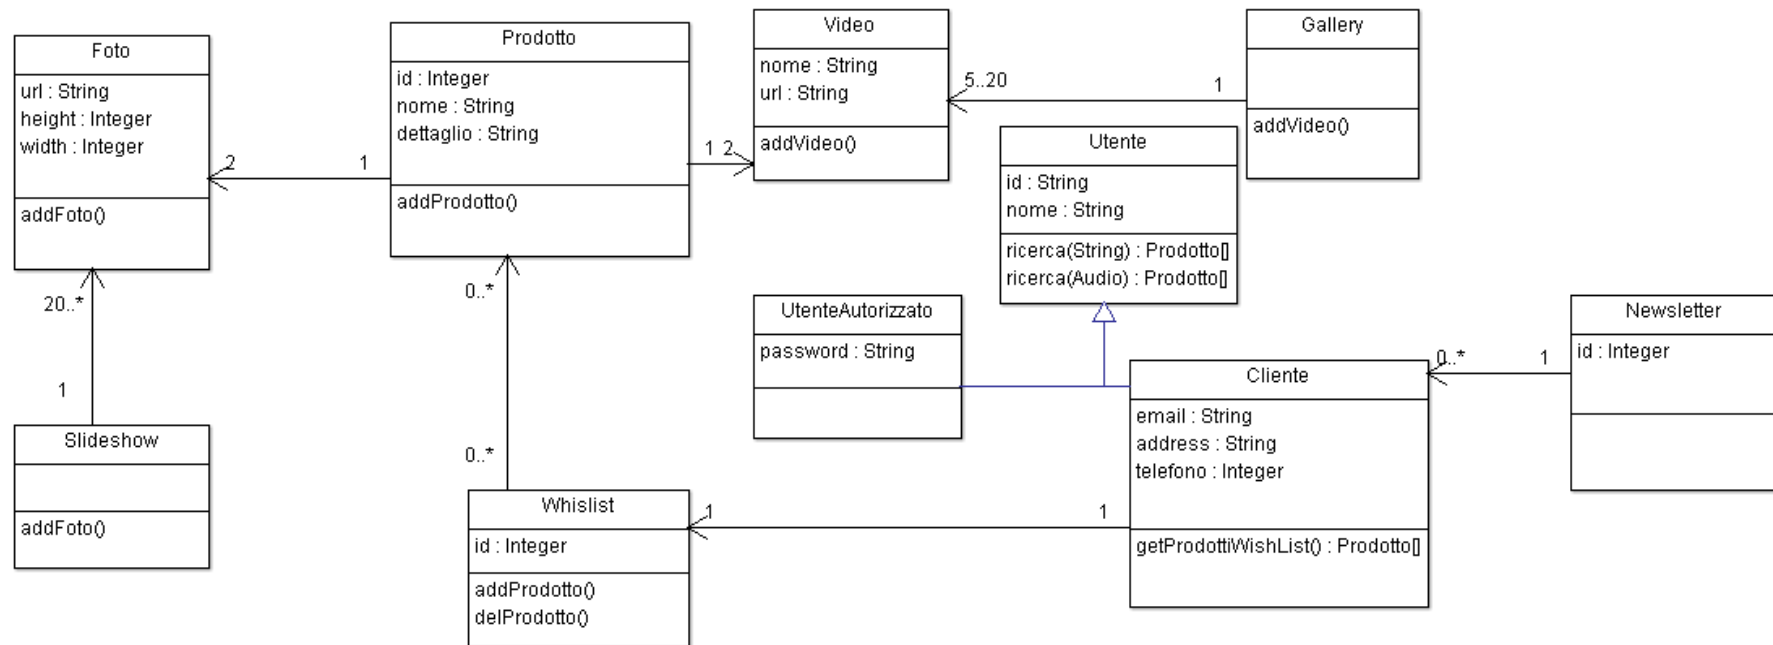 Foto
url : String
height : Integer
width : Integer
addFoto()
2
1
Prodotto
id : Integer
nome : String
dettaglio : String
addProdotto()
1 2
Video
nome : String
url : String
addVideo()
5..20
1
Gallery
addVideo()
Utente
id : String
nome : String
ricerca(String) : Prodotto[]
ricerca(Audio) : Prodotto[]
20..*
1
Slideshow
addFoto()
0..*
0..*
UtenteAutorizzato
password : String
Cliente
email : String
address : String
telefono : Integer
getProdottiWishList() : Prodotto[]
0..*
1
Newsletter
id : Integer
Whislist
id : Integer
addProdotto()
delProdotto()
1
1